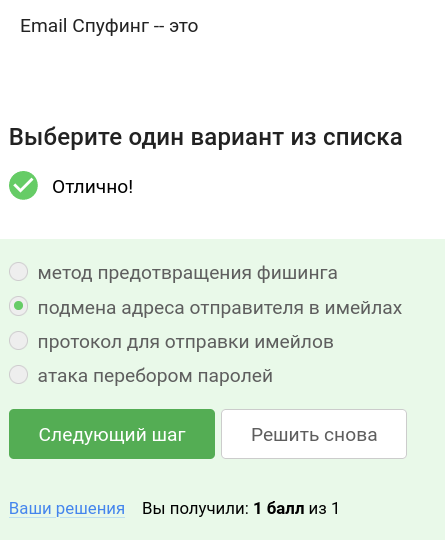 Email Спуфинг -- это
Выберите один вариант из списка
Отлично!
метод предотвращения фишинга
подмена адреса отправителя в имейлах
протокол для отправки имейлов
атака перебором паролей
Следующий шаг
Решить снова
Ваши решения Вы получили: 1 балл из 1